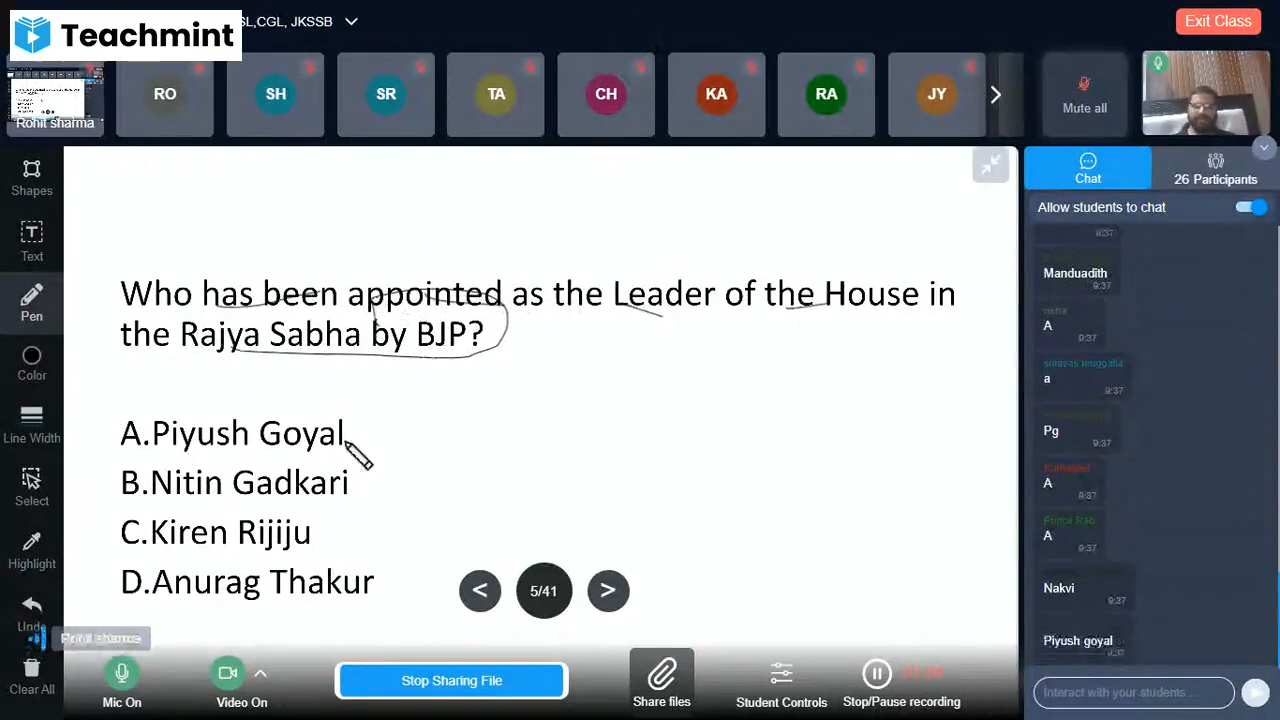 Teachmint
SL,CGL, JKSSB
Exit Class
Rohit sharma
RO
SH
SR
TA
CH
KA
RA
JY
Mute all
Shapes
Text
Pen
Color
Line Width
Select
Highlight
Undo
Clear All
Who has been appointed as the Leader of the House in
the Rajya Sabha by BJP?
A.Piyush Goyal
B.Nitin Gadkari
C.Kiren Rijiju
D.Anurag Thakur
< 5/41 >
Mic On
Video On
Stop Sharing File
Share files
Student Controls
Stop/Pause recording
Chat
26 Participants
Allow students to chat
Manduadith
9:37
A
9:37
a
9:37
Pg
9:37
A
9:37
A
9:37
Nakvi
9:37
Piyush goyal
Interact with your students...